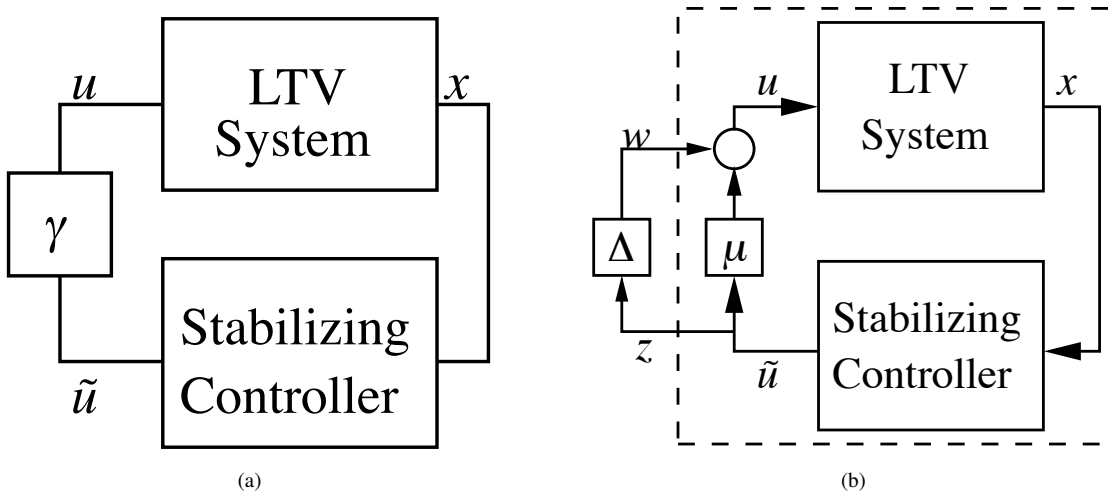 u
LTV
System
x
γ
Stabilizing
Controller
ũ
(a)
w
u
LTV
System
x
Δ
μ
z
ũ
Stabilizing
Controller
(b)